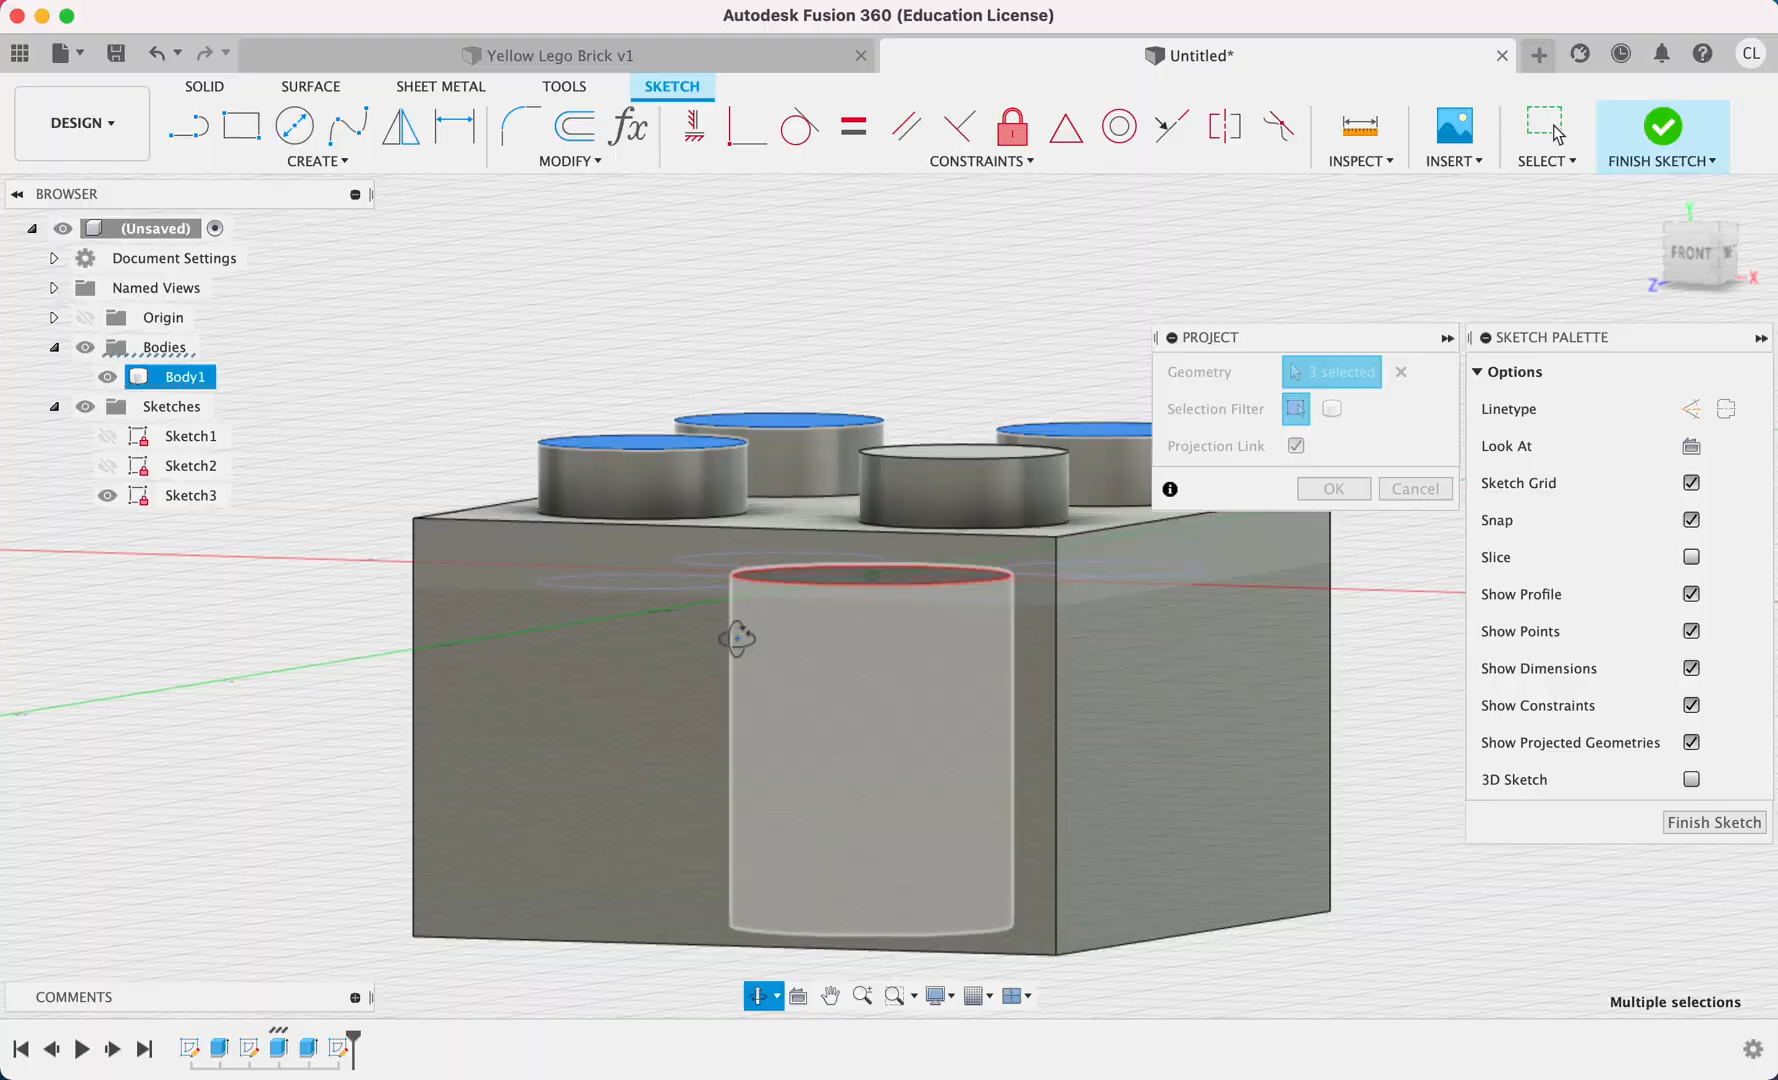 Autodesk Fusion 360 (Education License)
Yellow Lego Brick v1
Untitled*
CL
SOLID
SURFACE
SHEET METAL
TOOLS
SKETCH
DESIGN
fx
CREATE
MODIFY
CONSTRAINTS
INSPECT
INSERT
SELECT
FINISH SKETCH
BROWSER
(Unsaved)
Document Settings
Named Views
Origin
Bodies
Body1
Sketches
Sketch1
Sketch2
Sketch3
Y
FRONT
Z
X
PROJECT
Geometry
3 selected
Selection Filter
Projection Link
OK
Cancel
SKETCH PALETTE
Options
Linetype
Look At
Sketch Grid
Snap
Slice
Show Profile
Show Points
Show Dimensions
Show Constraints
Show Projected Geometries
3D Sketch
Finish Sketch
COMMENTS
Multiple selections